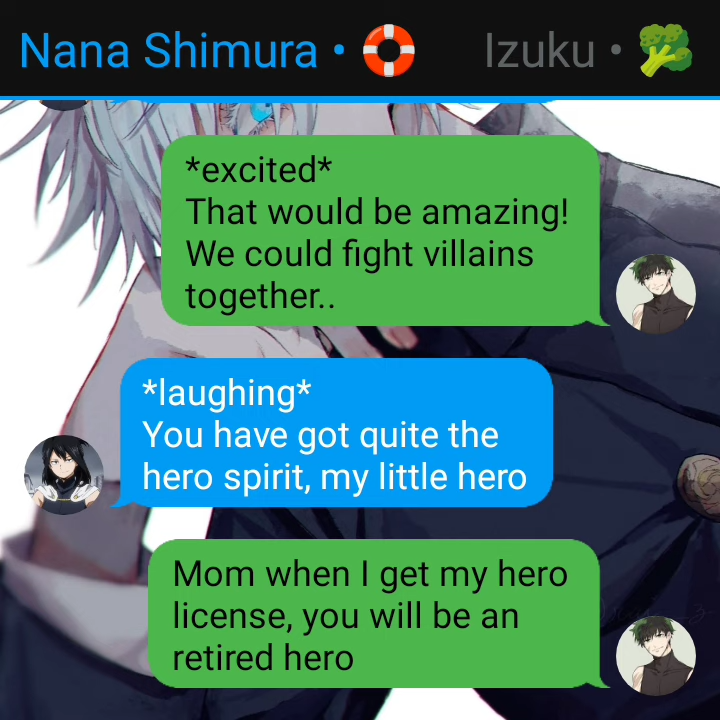 Nana Shimura • 🛟 Izuku • 🥦
*excited*
That would be amazing!
We could fight villains
together..
*laughing*
You have got quite the
hero spirit, my little hero
Mom when I get my hero
license, you will be an
retired hero